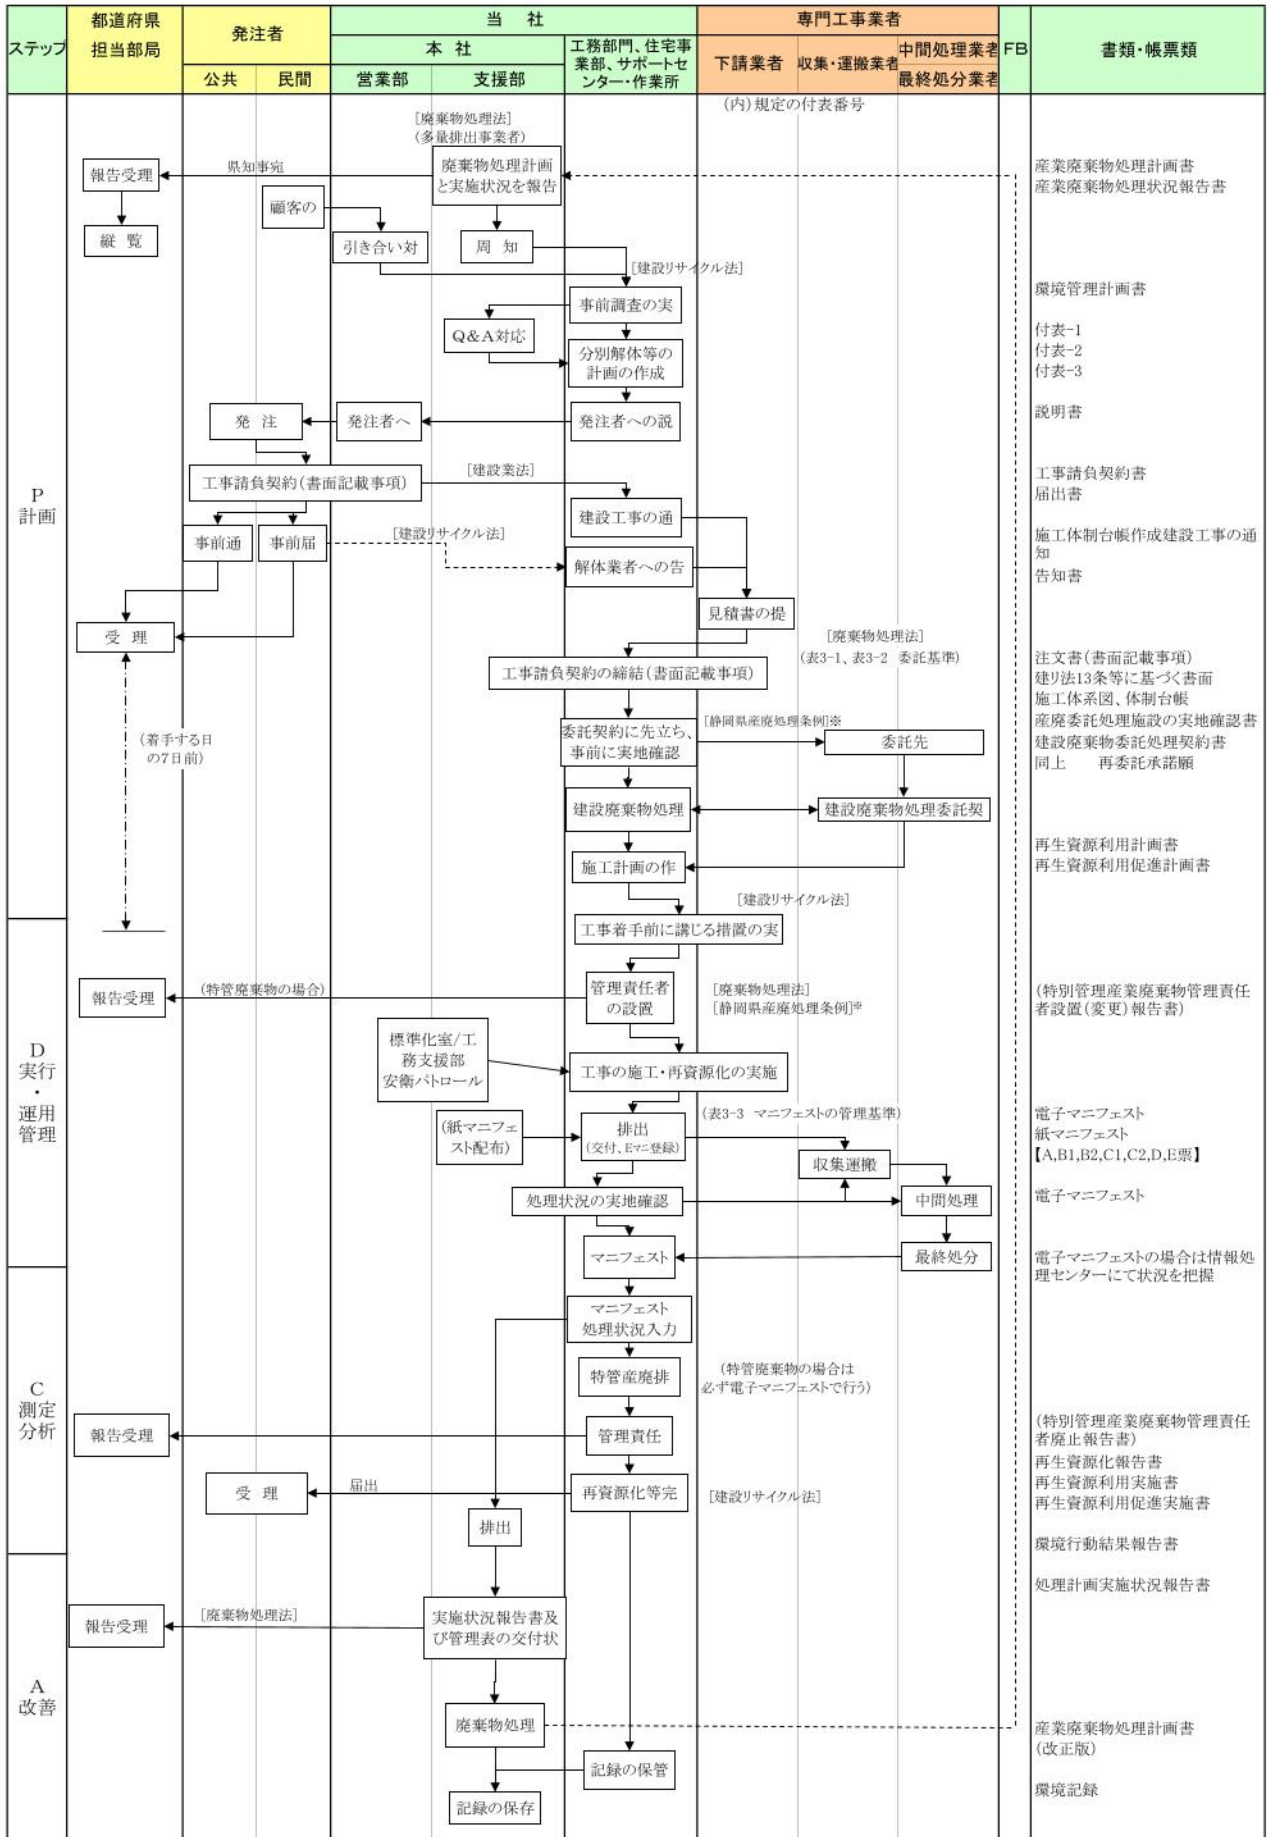 ステップ
都道府県
担当部局
発注者
公共
民間
当　社
本 社
営業部
支援部
工務部門、住宅事
業部、サポートセ
ンター・作業所
専門工事業者
下請業者
収集・運搬業者
中間処理業者
最終処分業者
FB
書類・帳票類
(内)規定の付表番号
P
計画
[廃棄物処理法]
(多量排出事業者)
報告受理
県知事宛
廃棄物処理計画
と実施状況を報告
産業廃棄物処理計画書
産業廃棄物処理状況報告書
顧客の
縦 覧
引き合い対
周 知
[建設リサイクル法]
事前調査の実
環境管理計画書
Q&A対応
分別解体等の
計画の作成
付表-1
付表-2
付表-3
発 注
発注者へ
発注者への説
説明書
工事請負契約(書面記載事項)
[建設業法]
工事請負契約書
届出書
建設工事の通
事前通
事前届
[建設リサイクル法]
施工体制台帳作成建設工事の通
知
解体業者への告
告知書
見積書の提
受 理
[廃棄物処理法]
(表3-1、表3-2 委託基準)
工事請負契約の締結(書面記載事項)
注文書(書面記載事項)
建リ法13条等に基づく書面
施工体系図、体制台帳
産廃委託処理施設の実地確認書
建設廃棄物委託処理契約書
同上　　再委託承諾願
(着手する日
の7日前)
委託契約に先立ち、
事前に実地確認
[静岡県産廃処理条例]※
委託先
建設廃棄物処理
建設廃棄物処理委託契
施工計画の作
再生資源利用計画書
再生資源利用促進計画書
[建設リサイクル法]
工事着手前に講じる措置の実
D
実行
・
運用
管理
報告受理
(特管廃棄物の場合)
管理責任者
の設置
[廃棄物処理法]
[静岡県産廃処理条例]※
(特別管理産業廃棄物管理責任
者設置(変更)報告書)
標準化室/工
務支援部
安衛パトロール
工事の施工・再資源化の実施
(紙マニフェ
スト配布)
排出
(交付、Eマニ登録)
(表3-3 マニフェストの管理基準)
電子マニフェスト
紙マニフェスト
【A,B1,B2,C1,C2,D,E票】
収集運搬
処理状況の実地確認
中間処理
電子マニフェスト
マニフェスト
最終処分
電子マニフェストの場合は情報処
理センターにて状況を把握
C
測定
分析
マニフェスト
処理状況入力
特管産廃排
(特管廃棄物の場合は
必ず電子マニフェストで行う)
報告受理
管理責任
(特別管理産業廃棄物管理責任
者廃止報告書)
再生資源化報告書
再生資源利用実施書
再生資源利用促進実施書
受 理
届出
再資源化等完
[建設リサイクル法]
排出
環境行動結果報告書
A
改善
処理計画実施状況報告書
報告受理
[廃棄物処理法]
実施状況報告書及
び管理表の交付状
廃棄物処理
産業廃棄物処理計画書
(改正版)
記録の保管
記録の保存
環境記録